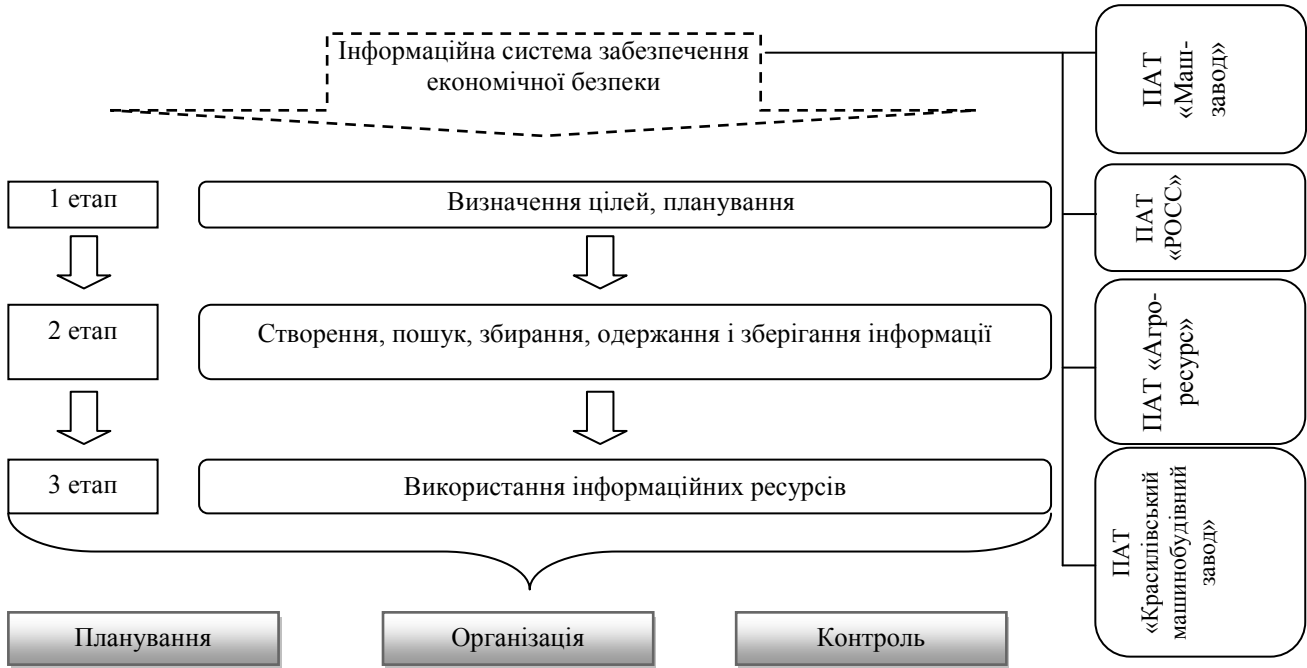 Інформаційна система забезпечення
економічної безпеки
1 етап
Визначення цілей, планування
2 етап
Створення, пошук, збирання, одержання і зберігання інформації
3 етап
Використання інформаційних ресурсів
Планування
Організація
Контроль
ПАТ
«Маш-
завод»
ПАТ
«РОСС»
ПАТ «Агро-
ресурс»
ПАТ
«Красилівський
машинобудівний
завод»